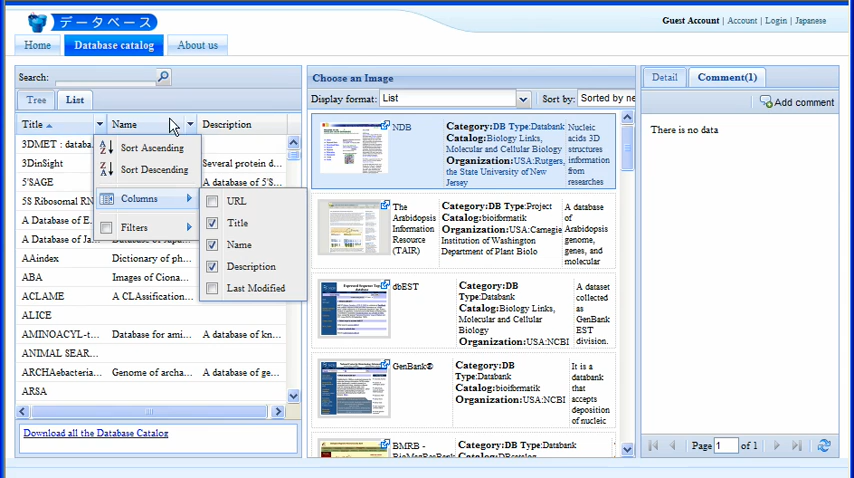 データベース
Guest Account | Account | Login | Japanese
Home
Database catalog
About us
Search:
Tree
List
Title
Name
Description
3DMET : databa...
3DinSight
Several protein d...
5'SAGE
A database of 5'S...
5S Ribosomal RN
A Database of E.
A Database of Ja.
AAindex
Dictionary of ph...
ABA
Images of Ciona...
ACLAME
A CLAssification...
ALICE
AMINOACYL-t...
Database for ami...
A database of kn...
ANIMAL SEAR...
ARCHAebacteria...
Genome of archa...
A database of ge...
ARSA
Sort Ascending
Sort Descending
Columns
Filters
URL
Title
Name
Description
Last Modified
Download all the Database Catalog
Choose an Image
Display format:
List
Sort by:
Sorted by ne
NDB
Category:DB Type:Databank
Catalog:Biology Links,
Molecular and Cellular Biology
Organization:USA:Rutgers,
the State University of New
Jersey
Nucleic
acids 3D
structures
information
from
researches
The
Arabidopsis
Information
Resource
(TAIR)
Category:DB Type:Project
Catalog:bioifbrmatik
Organization:USA:Carnegie
Institution of Washington
Department of Plant Biolo
A database
of
Arabidopsis
genome,
genes, and
molecular
dbEST
Category:DB
Type:Databank
Catalog:Biology Links,
Molecular and Cellular
Biology
Organization:USA:NCBI
A dataset
collected
as
GenBank
EST
division.
GenBank®
Category:DB
Type:Databank
Catalog:bioifbrmatik
Organization:USA:NCBI
It is a
databank
that
accepts
deposition
of nucleic
BMRB -
Category:DB Type:Databank
A
Detail
Comment(1)
Add comment
There is no data
Page 1 of 1